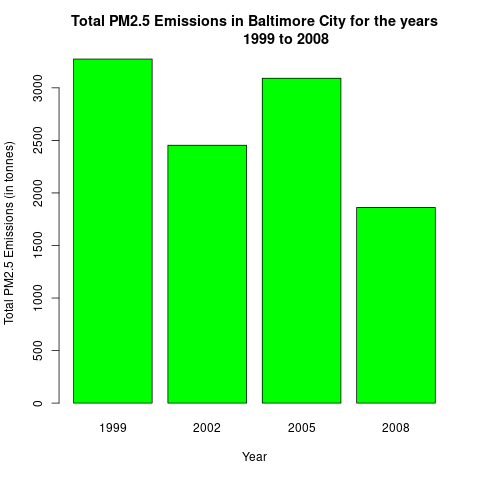 Total PM2.5 Emissions in Baltimore City for the years
1999 to 2008
Total PM2.5 Emissions (in tonnes)
3000
2500
2000
1500
1000
500
0
1999 2002 2005 2008
Year